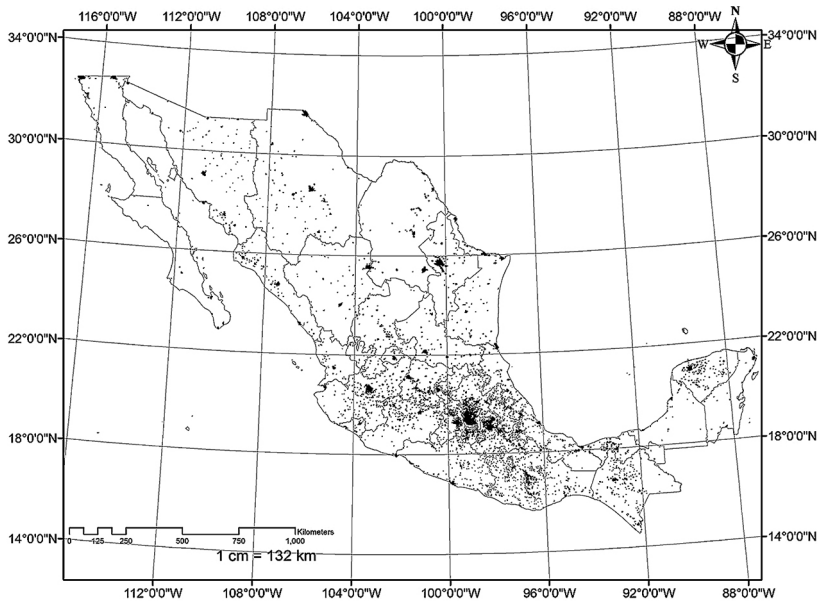 116°0'0"W 112°0'0"W 108°0'0"W 104°0'0"W 100°0'0"W 96°0'0"W 92°0'0"W 88°0'0"W
N
W E
S
34°0'0"N 34°0'0"N
30°0'0"N 30°0'0"N
26°0'0"N 26°0'0"N
22°0'0"N 22°0'0"N
18°0'0"N 18°0'0"N
14°0'0"N 14°0'0"N
Kilometers
0 125 250 500 750 1,000
1 cm = 132 km
112°0'0"W 108°0'0"W 104°0'0"W 100°0'0"W 96°0'0"W 92°0'0"W 88°0'0"W